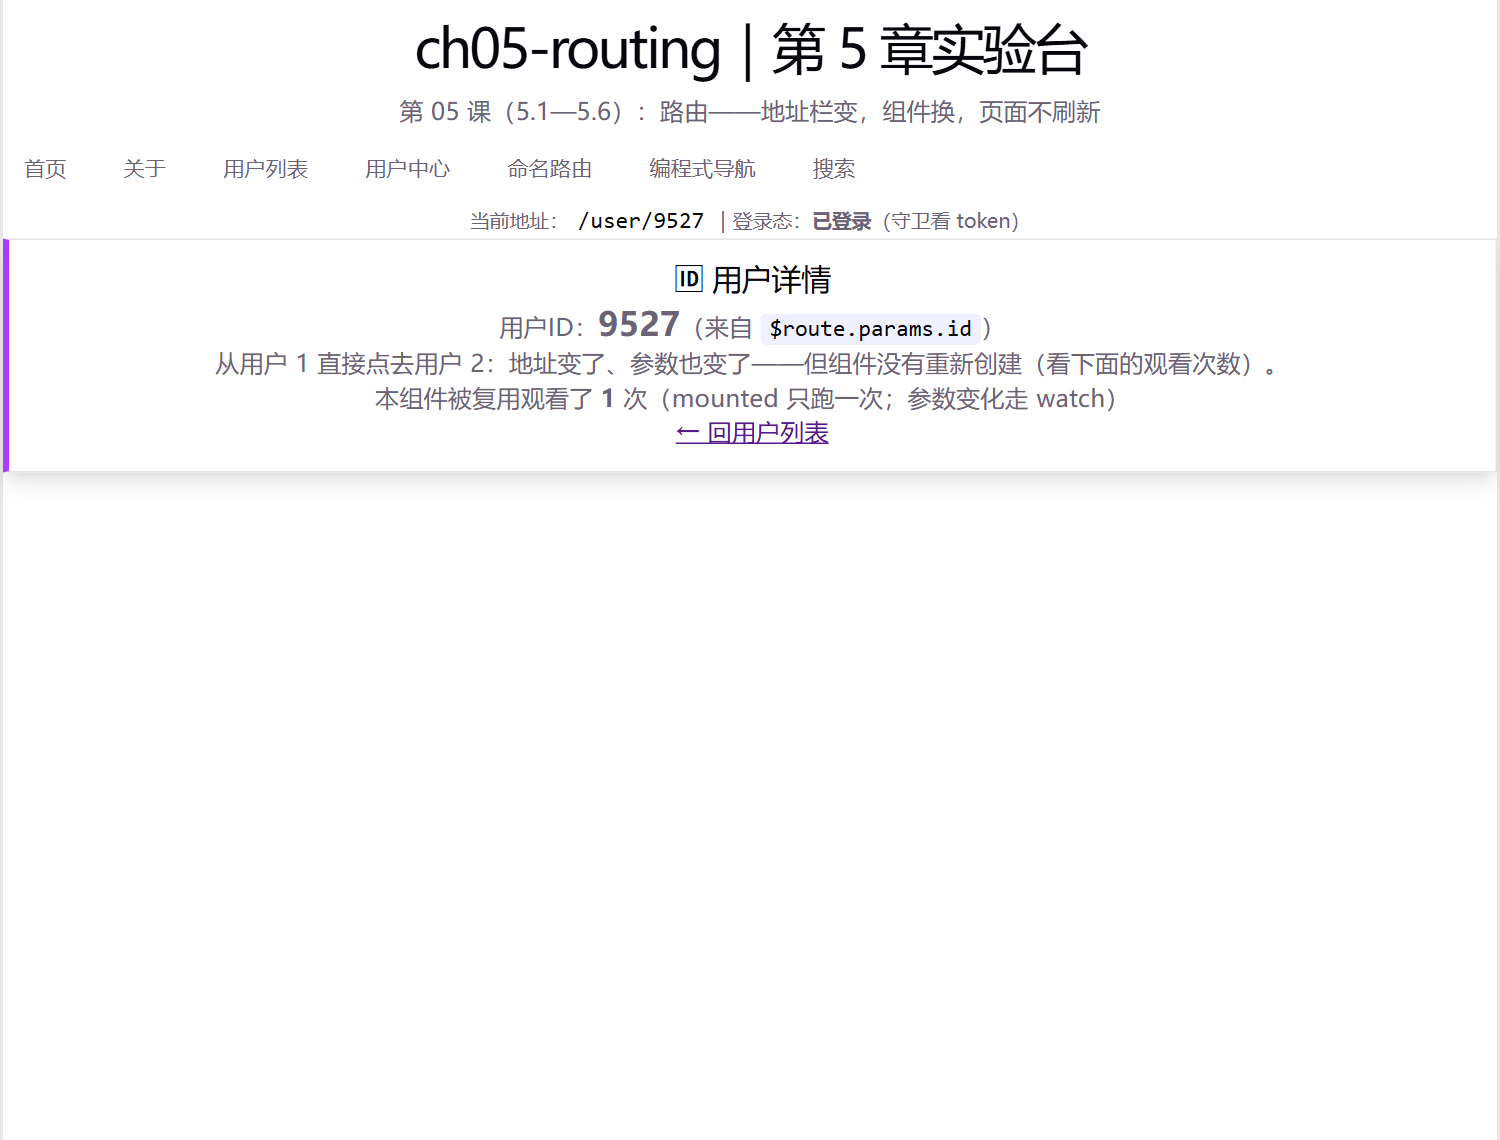 ch05-routing｜第 5 章实验台
第 05 课（5.1—5.6）：路由——地址栏变，组件换，页面不刷新
首页 关于 用户列表 用户中心 命名路由 编程式导航 搜索
当前地址： /user/9527 ｜登录态：已登录（守卫看 token）
🆔 用户详情
用户ID：9527（来自 $route.params.id）
从用户 1 直接点去用户 2：地址变了、参数也变了——但组件没有重新创建（看下面的观看次数）。
本组件被复用观看了 1 次（mounted 只跑一次；参数变化走 watch）
← 回用户列表